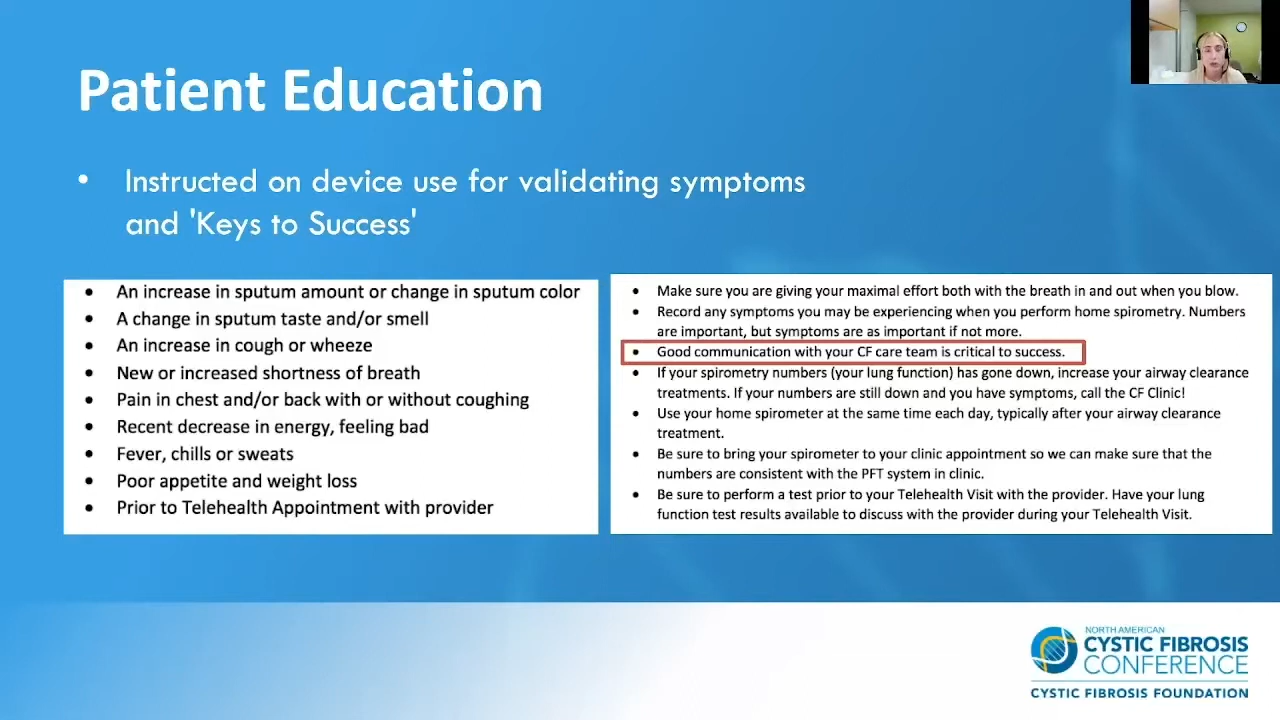 Patient Education
• Instructed on device use for validating symptoms
and 'Keys to Success'
• An increase in sputum amount or change in sputum color
• A change in sputum taste and/or smell
• An increase in cough or wheeze
• New or increased shortness of breath
• Pain in chest and/or back with or without coughing
• Recent decrease in energy, feeling bad
• Fever, chills or sweats
• Poor appetite and weight loss
• Prior to Telehealth Appointment with provider
• Make sure you are giving your maximal effort both with the breath in and out when you blow.
• Record any symptoms you may be experiencing when you perform home spirometry. Numbers
are important, but symptoms are as important if not more.
• Good communication with your CF care team is critical to success.
• If your spirometry numbers (your lung function) has gone down, increase your airway clearance
treatments. If your numbers are still down and you have symptoms, call the CF Clinic!
• Use your home spirometer at the same time each day, typically after your airway clearance
treatment.
• Be sure to bring your spirometer to your clinic appointment so we can make sure that the
numbers are consistent with the PFT system in clinic.
• Be sure to perform a test prior to your Telehealth Visit with the provider. Have your lung
function test results available to discuss with the provider during your Telehealth Visit.
NORTH AMERICAN
CYSTIC FIBROSIS
CONFERENCE
CYSTIC FIBROSIS FOUNDATION